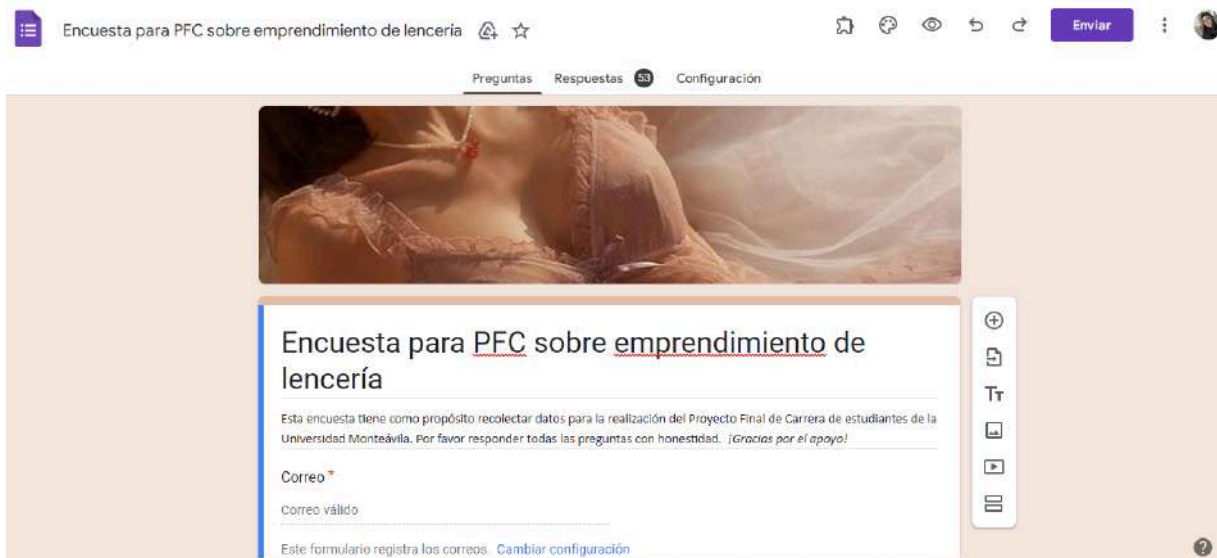 Encuesta para PFC sobre emprendimiento de lencería
Enviar
Preguntas Respuestas 53 Configuración
Encuesta para PFC sobre emprendimiento de
lencería
Esta encuesta tiene como propósito recolectar datos para la realización del Proyecto Final de Carrera de estudiantes de la
Universidad Monteávila. Por favor responder todas las preguntas con honestidad. ¡Gracias por el apoyo!
Correo *
Correo válido
Este formulario registra los correos. Cambiar configuración